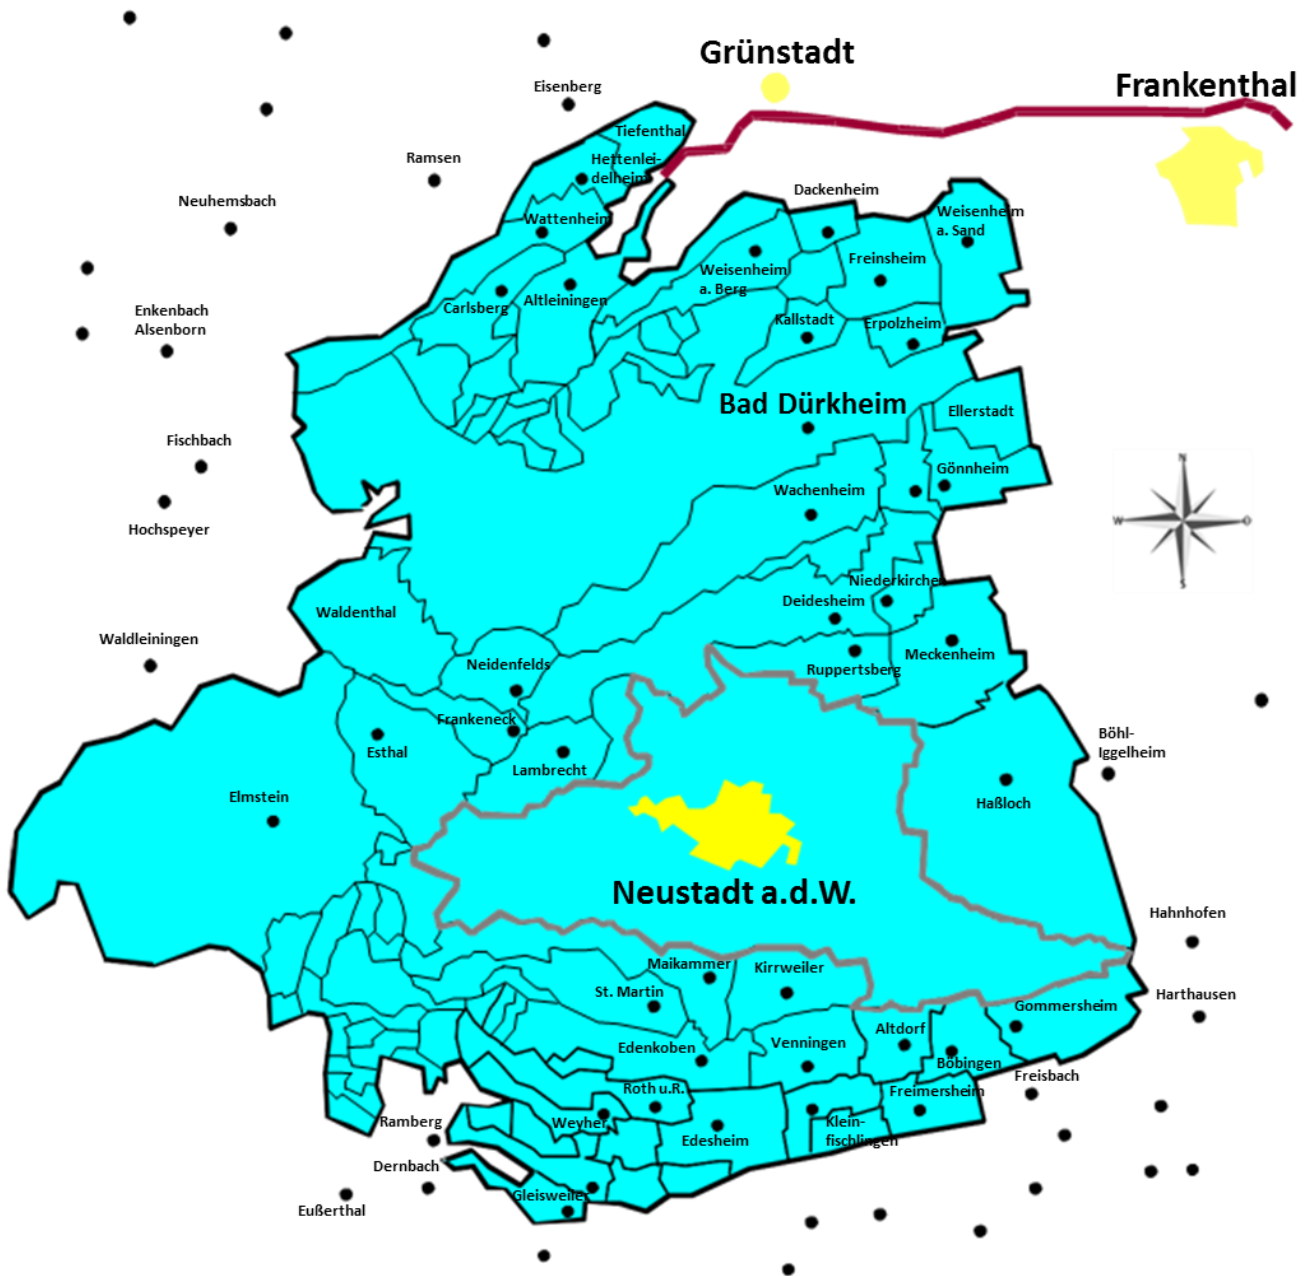 Grünstadt
Frankenthal
Eisenberg
Tiefenthal
Hettenlei-
delheim
Ramsen
Dackenheim
Neuhemsbach
Wattenheim
Weisenheim
a. Sand
Freinsheim
Weisenheim
a. Berg
Altleiningen
Carlsberg
Enkenbach
Alsenborn
Kallstadt
Erpolzheim
Bad Dürkheim
Ellerstadt
Fischbach
Gönnheim
N
Wachenheim
W
O
Hochspeyer
S
Niederkirchen
Deidesheim
Waldenthal
Waldleiningen
Neidenfelds
Ruppertsberg
Meckenheim
Frankeneck
Böhl-
Iggelheim
Esthal
Lambrecht
Elmstein
Haßloch
Neustadt a.d.W.
Hahnhofen
Maikammer
Kirrweiler
St. Martin
Harthausen
Gommersheim
Altdorf
Edenkoben
Venningen
Böbingen
Freisbach
Roth u.R.
Freimersheim
Ramberg
Weyher
Klein-
fischlingen
Edesheim
Dernbach
Gleisweiler
Eußerthal